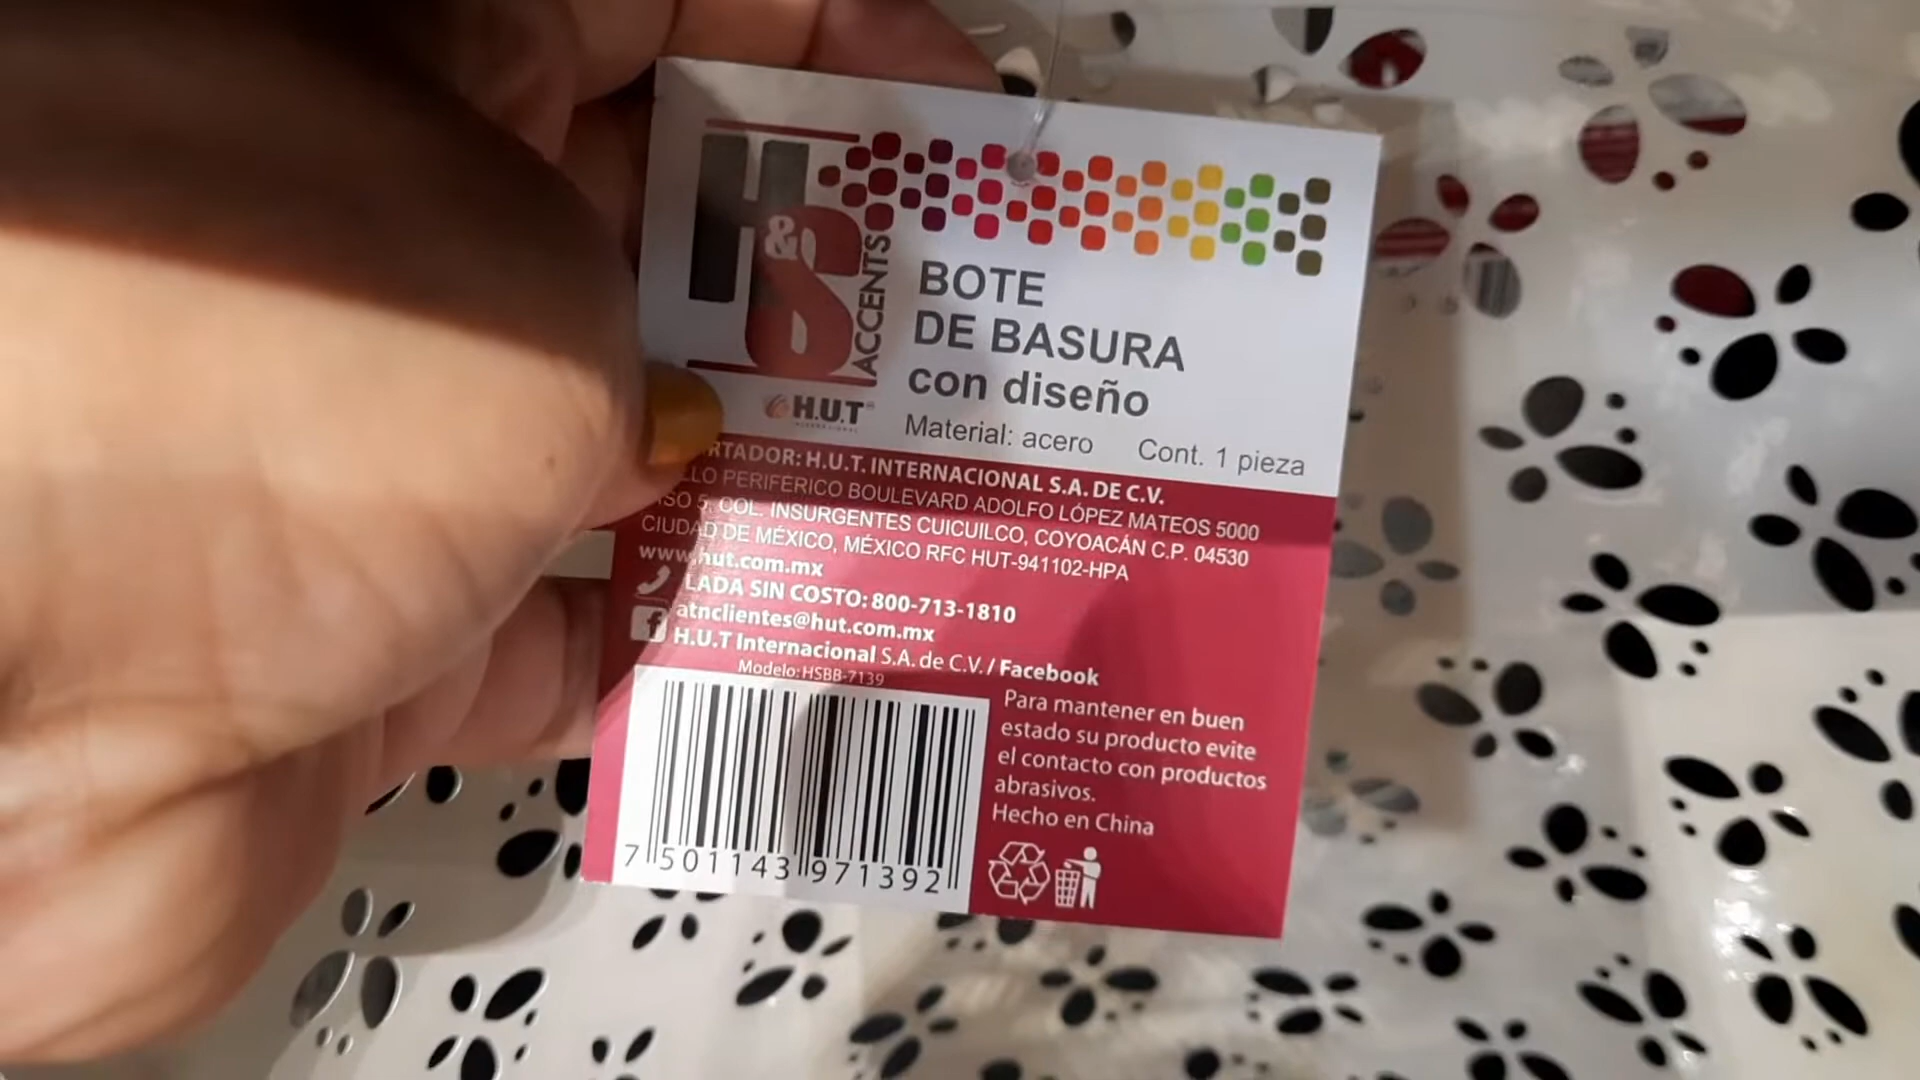 H&S
ACCENTS
H.U.T
BOTE
DE BASURA
con diseño
Material: acero Cont. 1 pieza
H.U.T. INTERNACIONAL S.A. DE C.V.
PERIFERICO BOULEVARD ADOLFO LÓPEZ MATEOS 5000
5, COL. INSURGENTES CUICUILCO, COYOACÁN C.P. 04530
CIUDAD DE MÉXICO, MÉXICO RFC HUT-941102-HPA
www.hut.com.mx
LADA SIN COSTO: 800-713-1810
atnclientes@hut.com.mx
f H.U.T Internacional S.A. de C.V. / Facebook
Modelo: HSBB-7139
7 501143 971392
Para mantener en buen
estado su producto evite
el contacto con productos
abrasivos.
Hecho en China